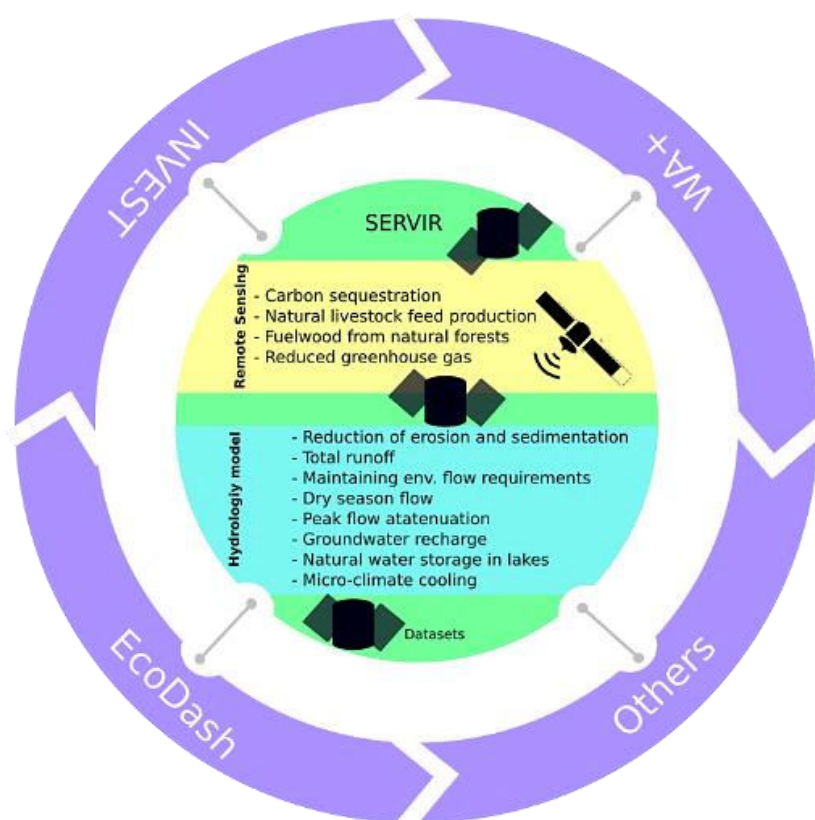 INVEST
WA+
SERVIR
Remote Sensing
- Carbon sequestration
- Natural livestock feed production
- Fuelwood from natural forests
- Reduced greenhouse gas
Hydrologiy model
- Reduction of erosion and sedimentation
- Total runoff
- Maintaining env. flow requirements
- Dry season flow
- Peak flow atatenuation
- Groundwater recharge
- Natural water storage in lakes
- Micro-climate cooling
Datasets
EcoDash
Others